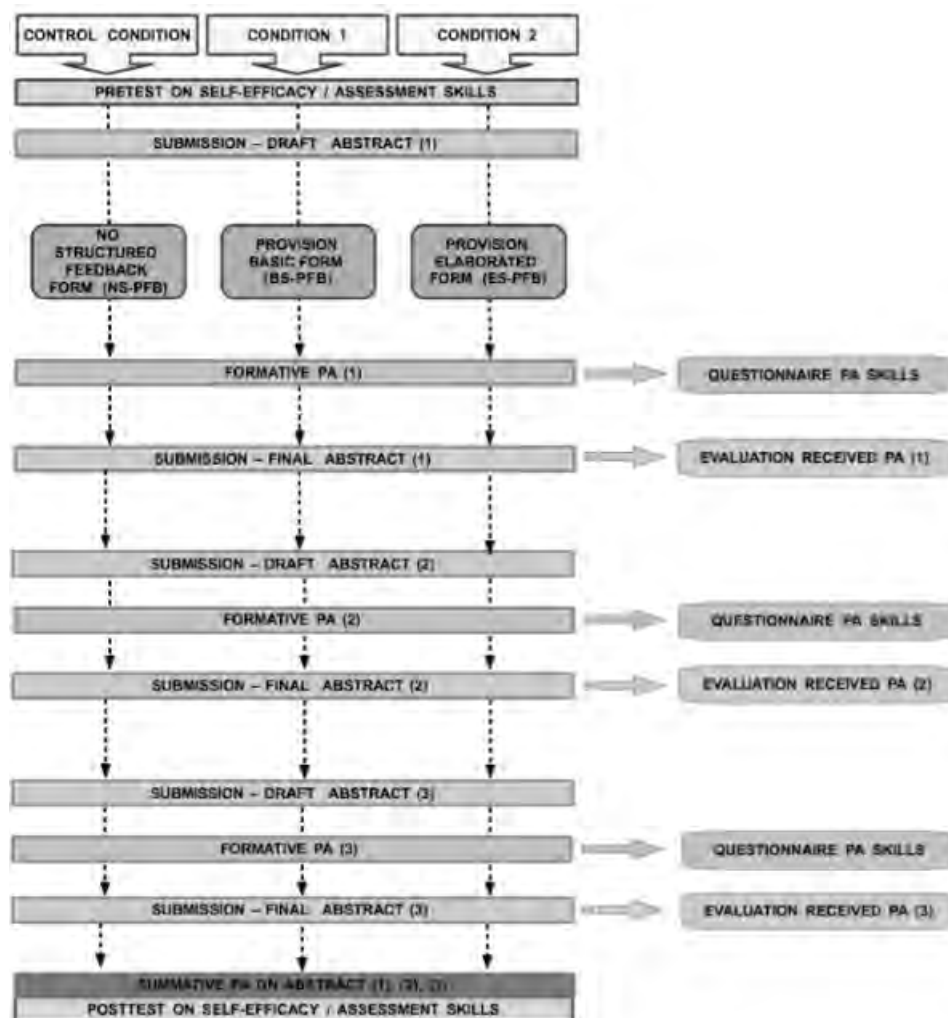 CONTROL CONDITION
CONDITION 1
CONDITION 2
PRETEST ON SELF-EFFICACY / ASSESSMENT SKILLS
SUBMISSION – DRAFT ABSTRACT (1)
NO
STRUCTURED
FEEDBACK
FORM (NS-PFB)
PROVISION
BASIC FORM
(BS-PFB)
PROVISION
ELABORATED
FORM (ES-PFB)
FORMATIVE PA (1)
QUESTIONNAIRE PA SKILLS
SUBMISSION – FINAL ABSTRACT (1)
EVALUATION RECEIVED PA (1)
SUBMISSION – DRAFT ABSTRACT (2)
FORMATIVE PA (2)
QUESTIONNAIRE PA SKILLS
SUBMISSION – FINAL ABSTRACT (2)
EVALUATION RECEIVED PA (2)
SUBMISSION – DRAFT ABSTRACT (3)
FORMATIVE PA (3)
QUESTIONNAIRE PA SKILLS
SUBMISSION – FINAL ABSTRACT (3)
EVALUATION RECEIVED PA (3)
SUMMATIVE PA ON ABSTRACT (1), (2),
POSTTEST ON SELF-EFFICACY / ASSESSMENT SKILLS